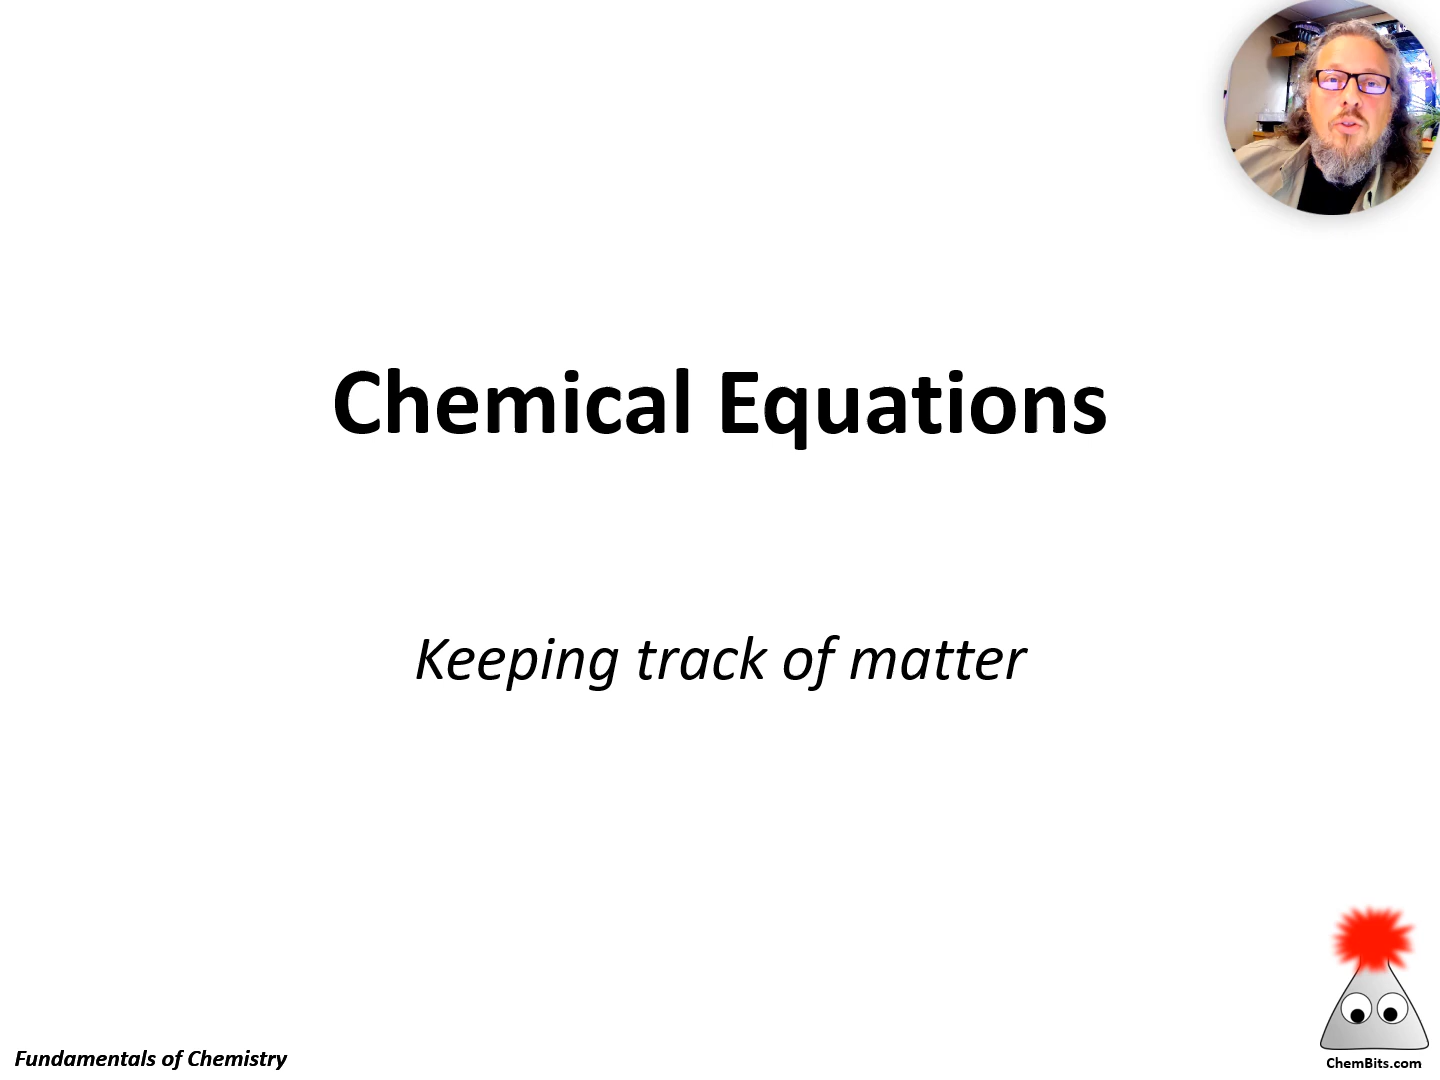 Chemical Equations
Keeping track of matter
Fundamentals of Chemistry
ChemBits.com